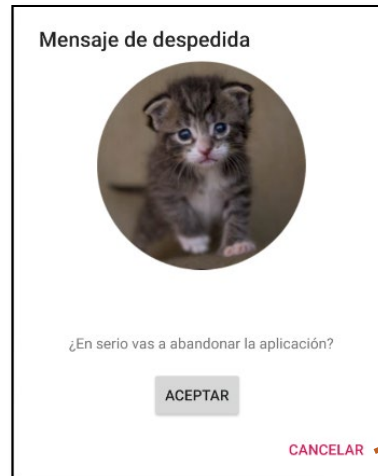 Mensaje de despedida
¿En serio vas a abandonar la aplicación?
ACEPTAR
CANCELAR